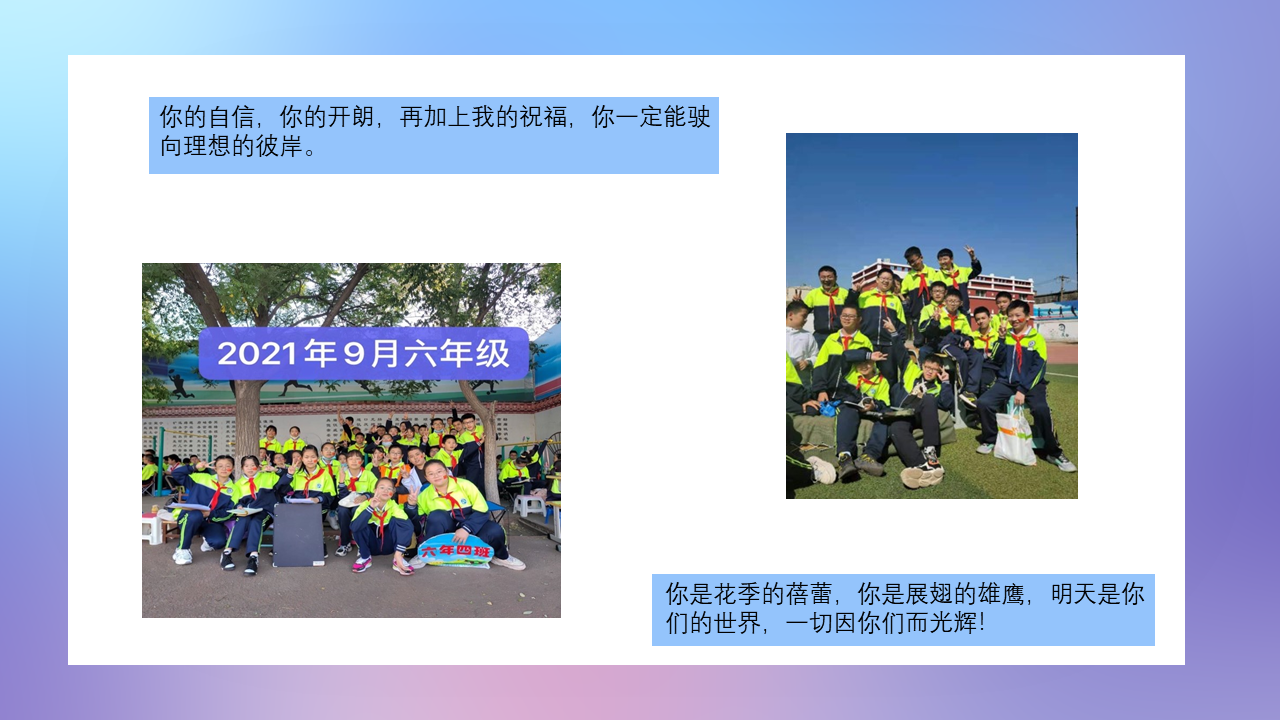 你的自信，你的开朗，再加上我的祝福，你一定能驶
向理想的彼岸。
2021年9月六年级
六年四班
你是花季的蓓蕾，你是展翅的雄鹰，明天是你
们的世界，一切因你们而光辉！